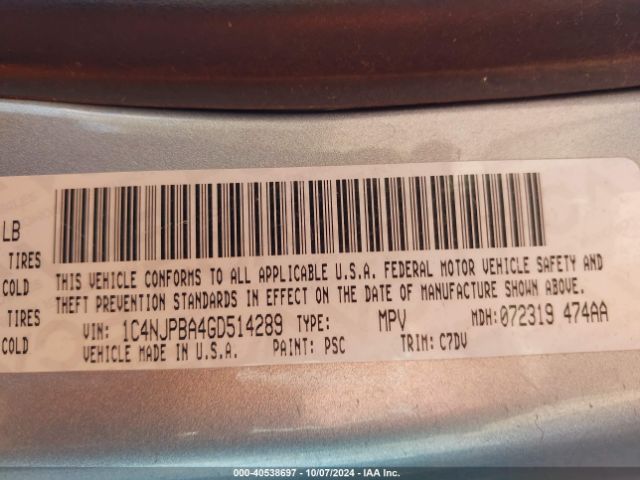 LB
TIRES
COLD
THIS VEHICLE CONFORMS TO ALL APPLICABLE U.S.A. FEDERAL MOTOR VEHICLE SAFETY AND
THEFT PREVENTION STANDARDS IN EFFECT ON THE DATE OF MANUFACTURE SHOWN ABOVE.
TIRES
COLD
VIN: 1C4NJPBA4GD514289 TYPE: MPV MDH:072319 474AA
VEHICLE MADE IN U.S.A. PAINT: PSC TRIM: C7DV
000-40538697 - 10/07/2024 - IAA Inc.